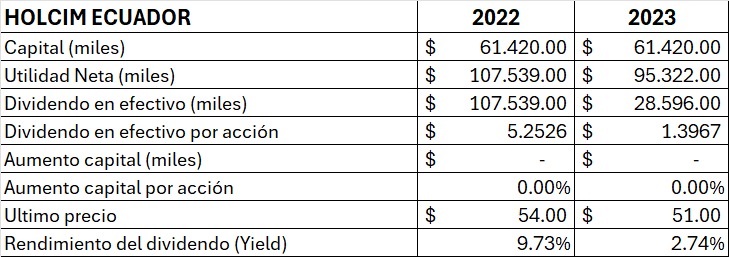 HOLCIM ECUADOR 2022 2023
Capital (miles) $ 61.420.00 $ 61.420.00
Utilidad Neta (miles) $ 107.539.00 $ 95.322.00
Dividendo en efectivo (miles) $ 107.539.00 $ 28.596.00
Dividendo en efectivo por acción $ 5.2526 $ 1.3967
Aumento capital (miles) $ - $ -
Aumento capital por acción 0.00% 0.00%
Ultimo precio $ 54.00 $ 51.00
Rendimiento del dividendo (Yield) 9.73% 2.74%